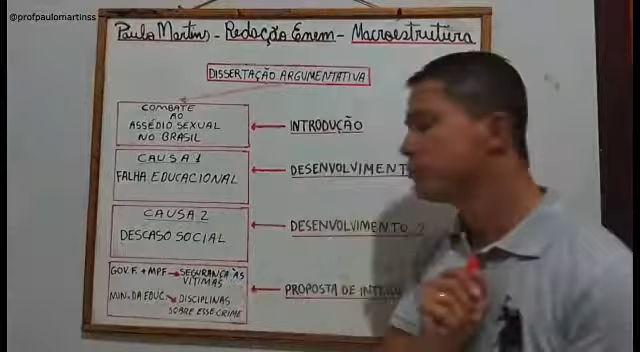 @profpaulomartinss
Paulo Martins - Redação Enem - Macroestrutura
DISSERTAÇÃO ARGUMENTATIVA
COMBATE
AO
ASSÉDIO SEXUAL
NO BRASIL
INTRODUÇÃO
CAUSA 1
FALHA EDUCACIONAL
DESENVOLVIMENT
CAUSA 2
DESCASO SOCIAL
DESENVOLVIMENTO 2
GOV. F. + MPF → SEGURANÇA ÀS
VÍTIMAS
MIN. DA EDUC. → DISCIPLINAS
SOBRE ESSE CRIME
PROPOSTA DE